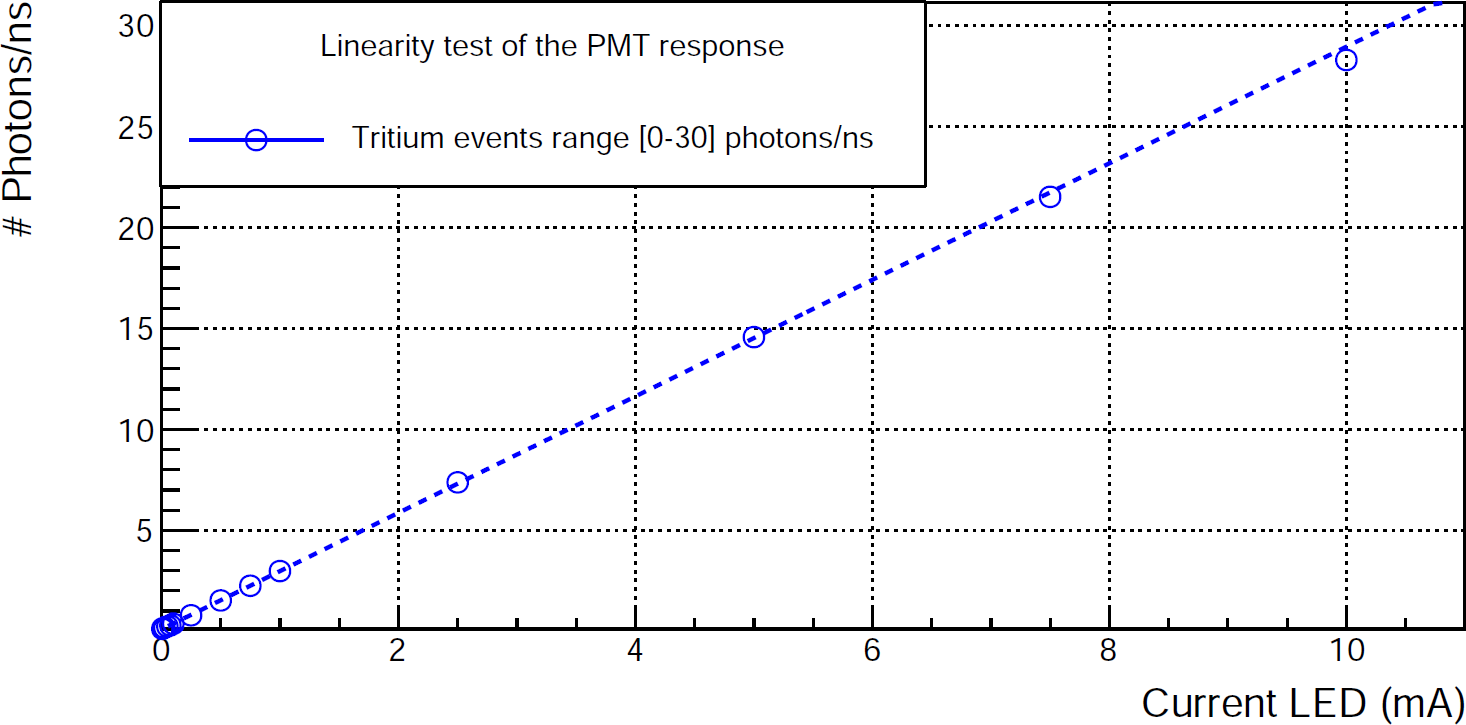 # Photons/ns
30
25
20
15
10
5
Linearity test of the PMT response
Tritium events range [0-30] photons/ns
0 2 4 6 8 10
Current LED (mA)